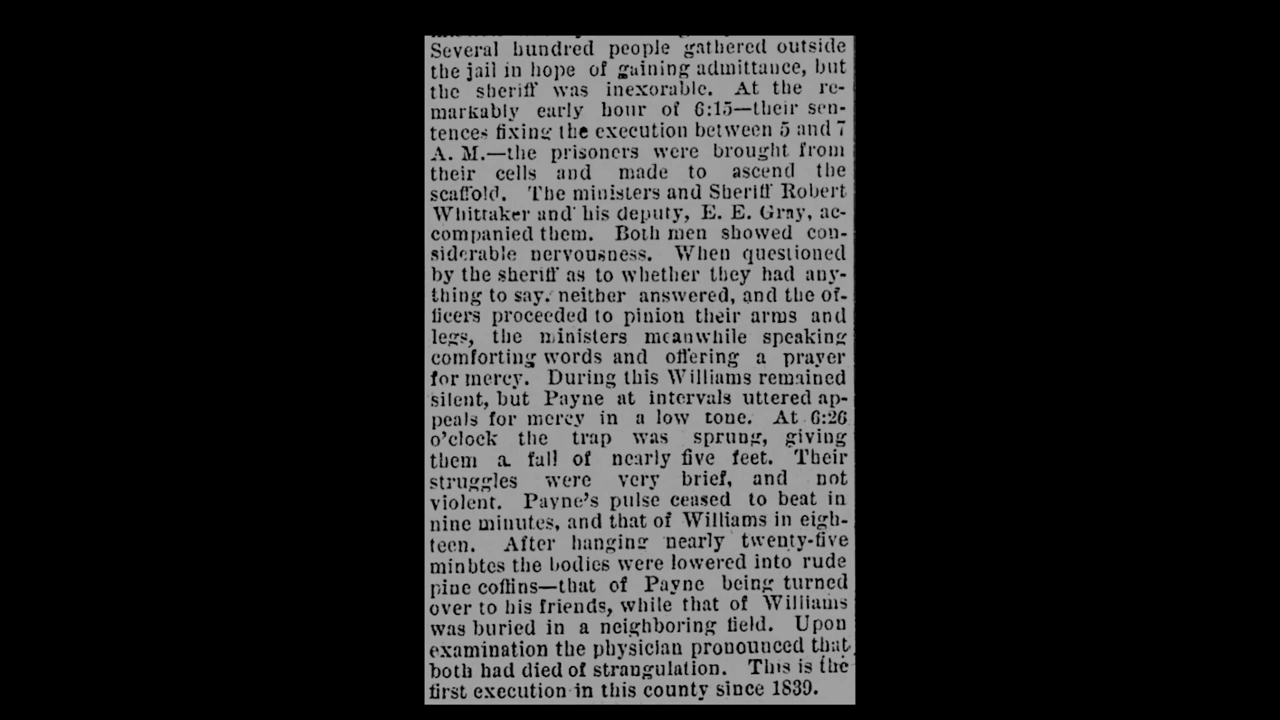 Several hundred people gathered outside
the jail in hope of gaining admittance, but
the sheriff was inexorable. At the re-
markably early hour of 6:15—their sen-
tences fixing the execution between 5 and 7
A. M.—the prisoners were brought from
their cells and made to ascend the
scaffold. The ministers and Sheriff Robert
Whittaker and his deputy, E. E. Gray, ac-
companied them. Both men showed con-
siderable nervousness. When questioned
by the sheriff as to whether they had any-
thing to say, neither answered, and the of-
ficers proceeded to pinion their arms and
legs, the ministers meanwhile speaking
comforting words and offering a prayer
for mercy. During this Williams remained
silent, but Payne at intervals uttered ap-
peals for mercy in a low tone. At 6:26
o'clock the trap was sprung, giving
them a fall of nearly five feet. Their
struggles were very brief, and not
violent. Payne's pulse ceased to beat in
nine minutes, and that of Williams in eigh-
teen. After hanging nearly twenty-five
minbtes the bodies were lowered into rude
pine coffins—that of Payne being turned
over to his friends, while that of Williams
was buried in a neighboring field. Upon
examination the physician pronounced that
both had died of strangulation. This is the
first execution in this county since 1839.